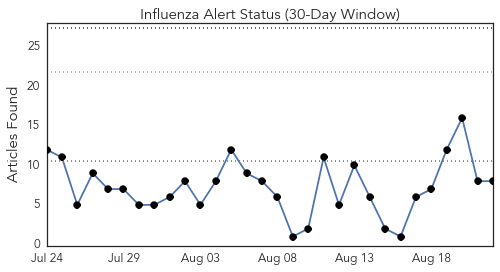 Influenza Alert Status (30-Day Window)
Articles Found
25
20
15
10
5
0
Jul 24
Jul 29
Aug 03
Aug 08
Aug 13
Aug 18